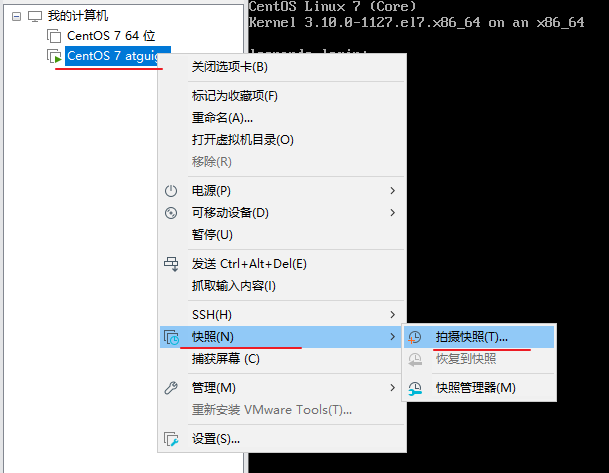 我的计算机
CentOS 7 64 位
CentOS 7 atguig
CentOS Linux 7 (Core)
Kernel 3.10.0-1127.el7.x86_64 on an x86_64
关闭选项卡(B)
标记为收藏项(F)
重命名(A)...
打开虚拟机目录(O)
移除(R)
电源(P)
可移动设备(D)
暂停(U)
发送 Ctrl+Alt+Del(E)
抓取输入内容(I)
SSH(H)
快照(N)
捕获屏幕 (C)
管理(M)
重新安装 VMware Tools(T)...
设置(S)...
拍摄快照(T)...
恢复到快照
快照管理器(M)